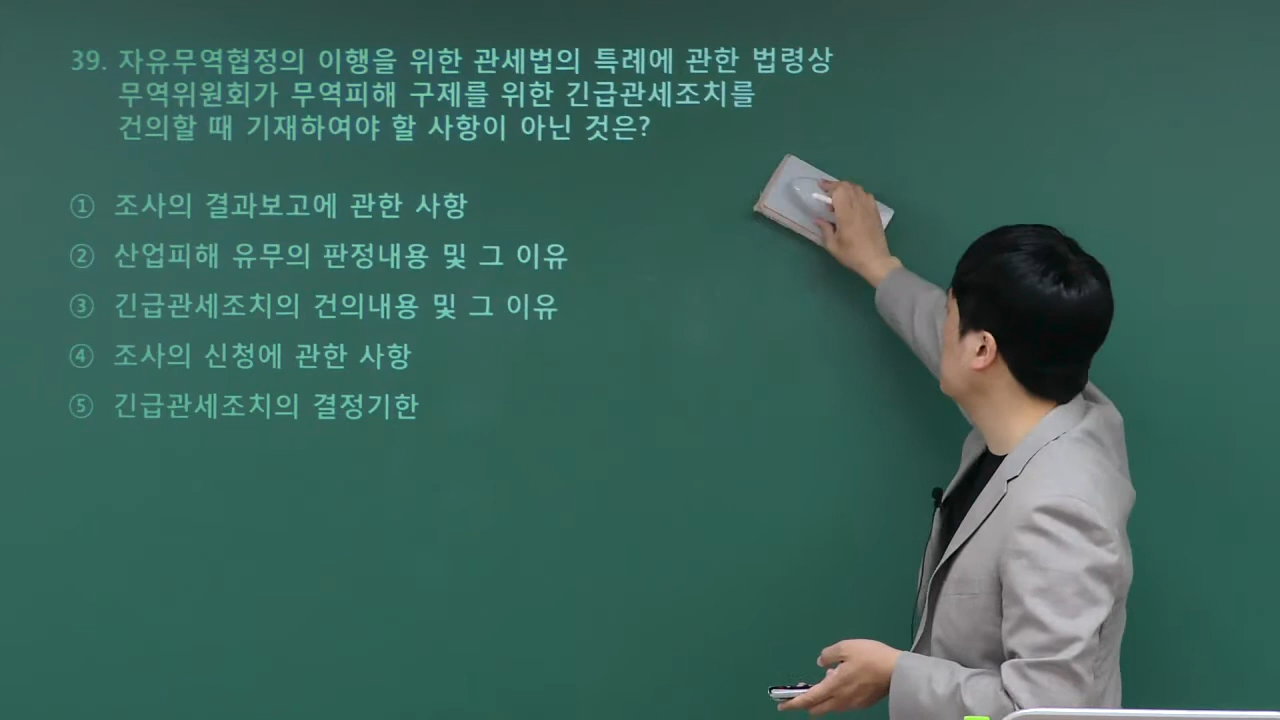 39. 자유무역협정의 이행을 위한 관세법의 특례에 관한 법령상
무역위원회가 무역피해 구제를 위한 긴급관세조치를
건의할 때 기재하여야 할 사항이 아닌 것은?
① 조사의 결과보고에 관한 사항
② 산업피해 유무의 판정내용 및 그 이유
③ 긴급관세조치의 건의내용 및 그 이유
④ 조사의 신청에 관한 사항
⑤ 긴급관세조치의 결정기한